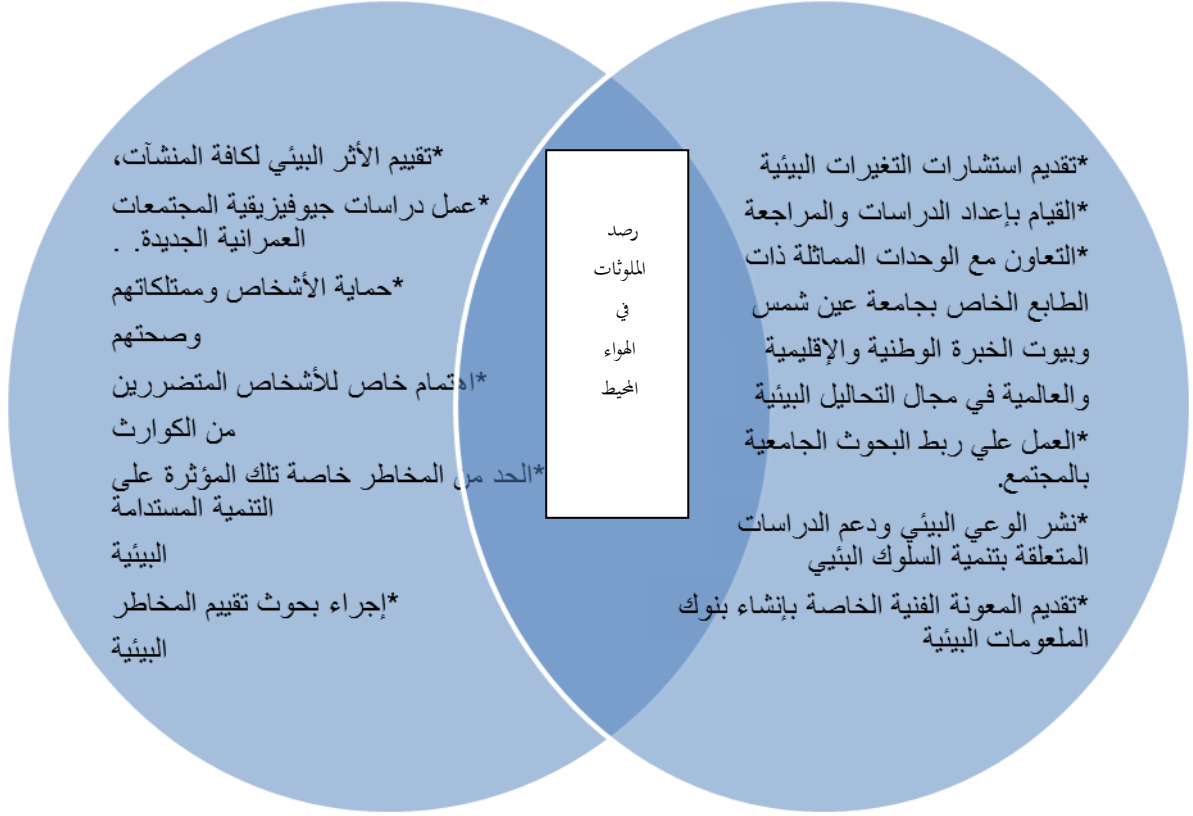 *تقديم استشارات التغيرات البيئية
*القيام بإعداد الدراسات والمراجعة
*التعاون مع الوحدات المماثلة ذات
الطابع الخاص بجامعة عين شمس
وبيوت الخبرة الوطنية والإقليمية
والعالمية في مجال التحاليل البيئية
*العمل علي ربط البحوث الجامعية
بالمجتمع.
*نشر الوعي البيئي ودعم الدراسات
المتعلقة بتنمية السلوك البئيي
*تقديم المعونة الفنية الخاصة بإنشاء بنوك
الملعومات البيئية
رصد
الملوثات
في
الهواء
المحيط
*تقييم الأثر البيئي لكافة المنشآت،
*عمل دراسات جيوفيزيقية المجتمعات
العمرانية الجديدة. .
*حماية الأشخاص وممتلكاتهم
وصحتهم
*اهتمام خاص للأشخاص المتضررين
من الكوارث
*الحد من المخاطر خاصة تلك المؤثرة على
التنمية المستدامة
البيئية
*إجراء بحوث تقييم المخاطر
البيئية